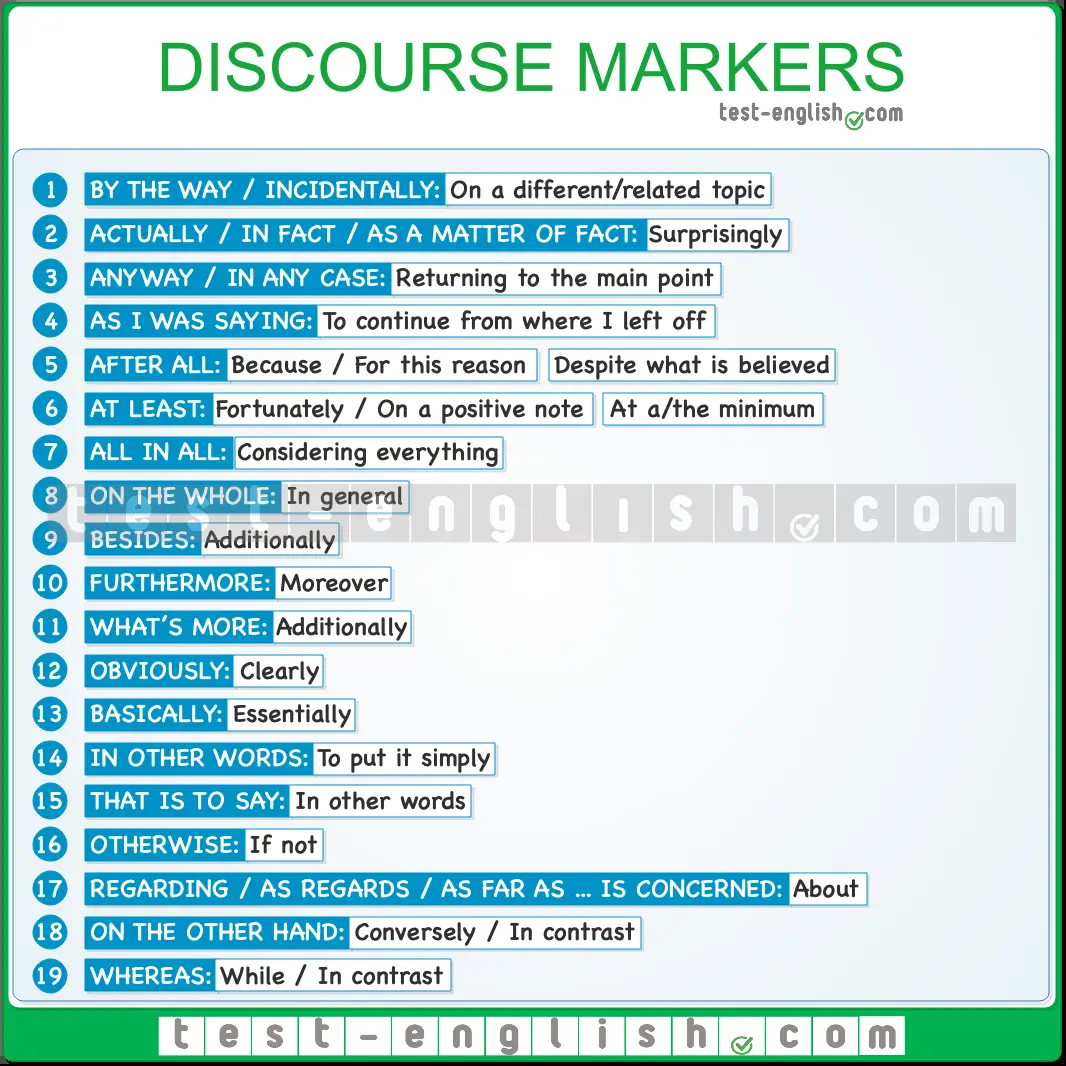 DISCOURSE MARKERS
test-english.com
1 BY THE WAY / INCIDENTALLY: On a different/related topic
2 ACTUALLY / IN FACT / AS A MATTER OF FACT: Surprisingly
3 ANYWAY / IN ANY CASE: Returning to the main point
4 AS I WAS SAYING: To continue from where I left off
5 AFTER ALL: Because / For this reason Despite what is believed
6 AT LEAST: Fortunately / On a positive note At a/the minimum
7 ALL IN ALL: Considering everything
8 ON THE WHOLE: In general
test-english.com
9 BESIDES: Additionally
10 FURTHERMORE: Moreover
11 WHAT'S MORE: Additionally
12 OBVIOUSLY: Clearly
13 BASICALLY: Essentially
14 IN OTHER WORDS: To put it simply
15 THAT IS TO SAY: In other words
16 OTHERWISE: If not
17 REGARDING / AS REGARDS / AS FAR AS … IS CONCERNED: About
18 ON THE OTHER HAND: Conversely / In contrast
19 WHEREAS: While / In contrast
test-english.com